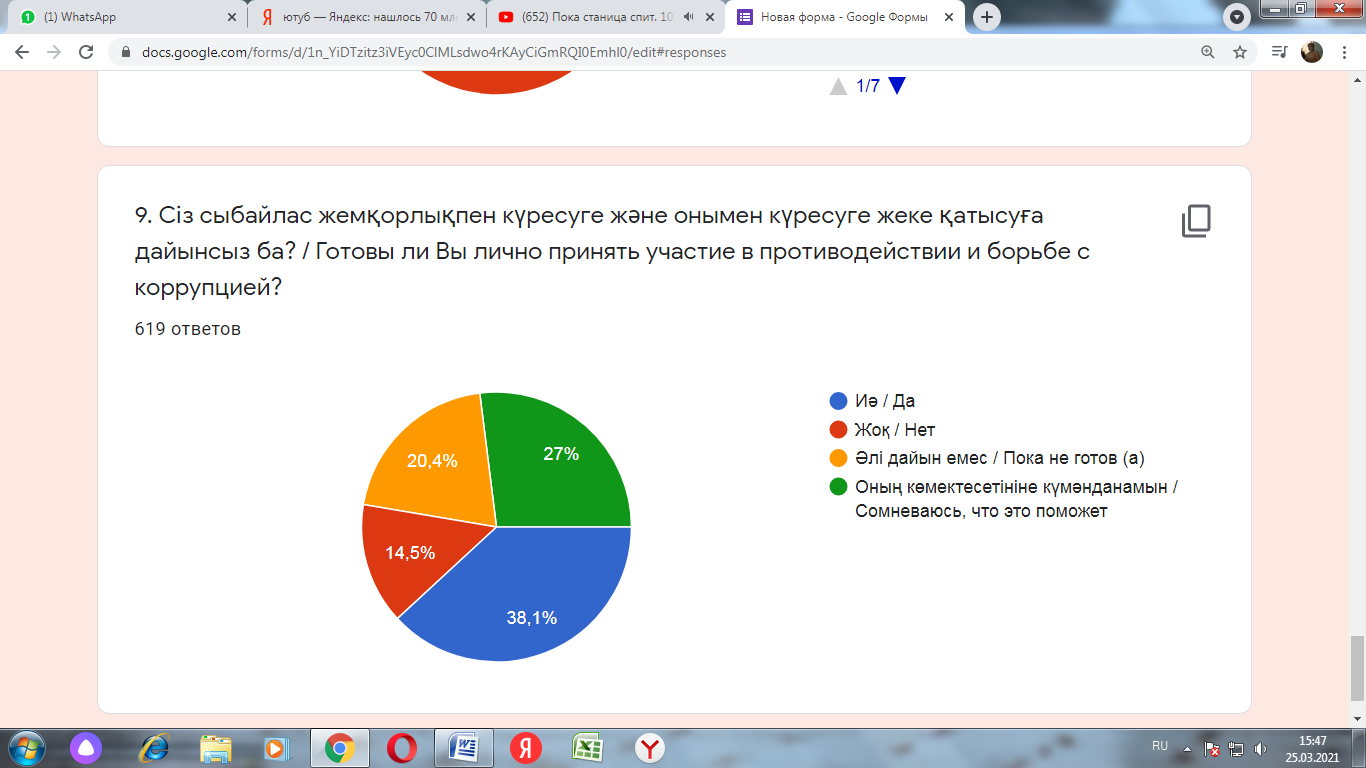 (1) WhatsApp
ютуб — Яндекс: нашлось 70 мл
(652) Пока станица спит. 10.
Новая форма - Google Формы
docs.google.com/forms/d/1n_YiDTzitz3iVEyc0ClMLsdwo4rKAyCiGmRQI0EmhI0/edit#responses
1/7
9. Сіз сыбайлас жемқорлықпен күресуге және онымен күресуге жеке қатысуға
дайынсыз ба? / Готовы ли Вы лично принять участие в противодействии и борьбе с
коррупцией?
619 ответов
Иә / Да
Жоқ / Нет
Әлі дайын емес / Пока не готов (а)
Оның көмектесетініне күмәнданамын /
Сомневаюсь, что это поможет
20,4%
27%
14,5%
38,1%
RU
15:47
25.03.2021